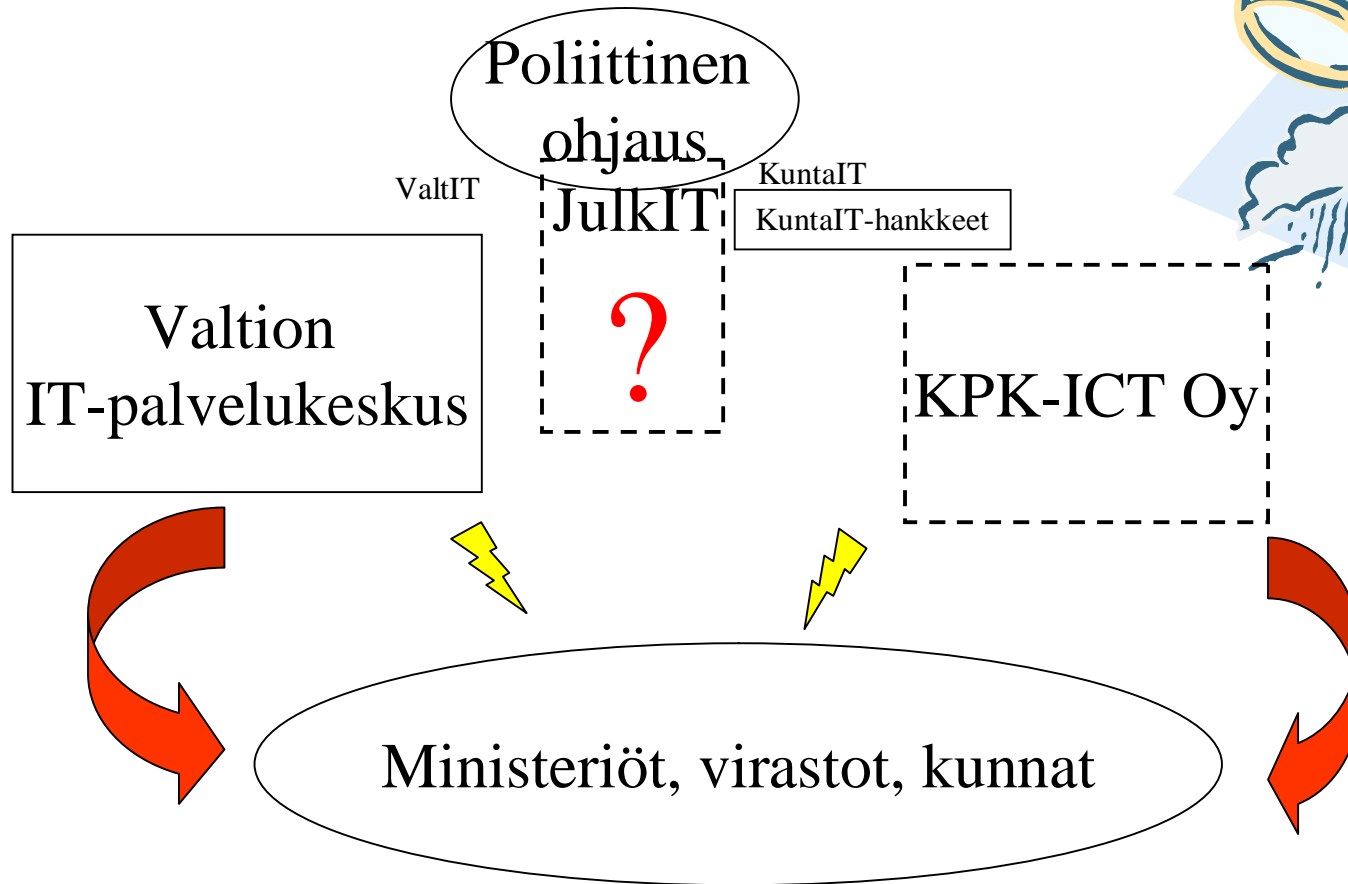 Poliittinen
ohjaus
ValtIT
JulkIT
?
KuntaIT
KuntaIT-hankkeet
Valtion
IT-palvelukeskus
KPK-ICT Oy
Ministeriöt, virastot, kunnat